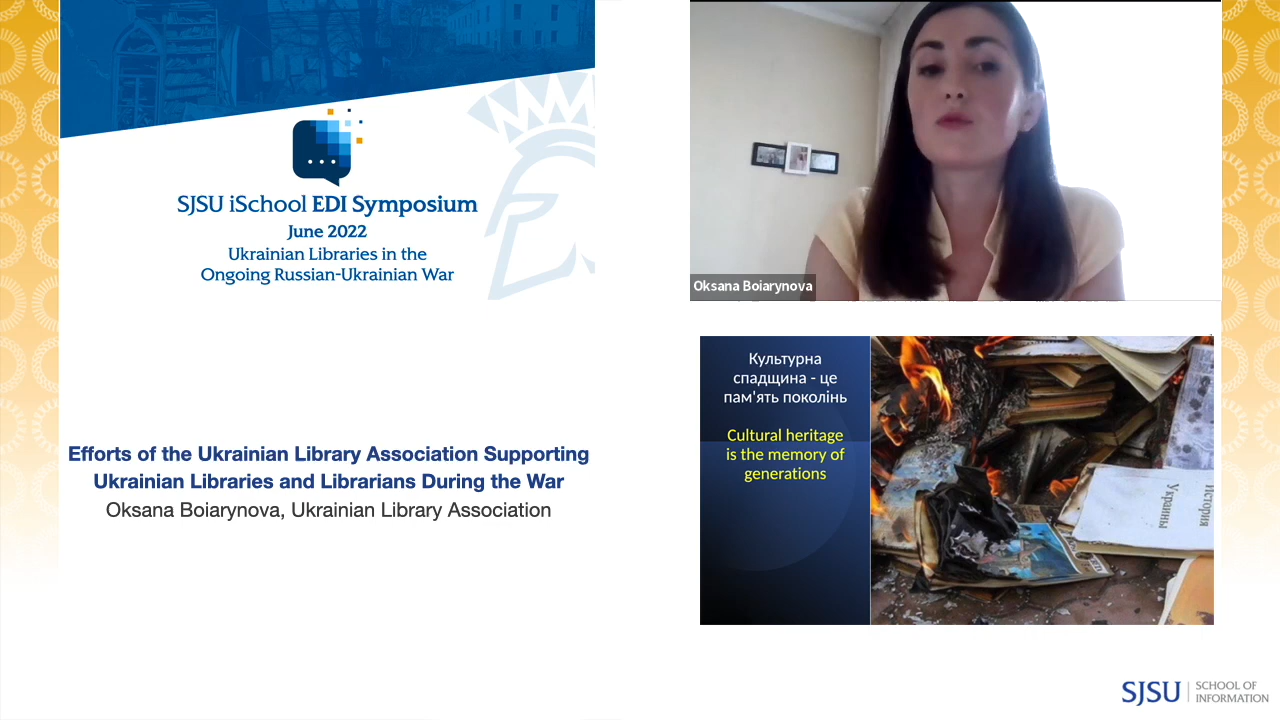 SJSU iSchool EDI Symposium
June 2022
Ukrainian Libraries in the
Ongoing Russian-Ukrainian War
Efforts of the Ukrainian Library Association Supporting
Ukrainian Libraries and Librarians During the War
Oksana Boiarynova, Ukrainian Library Association
Oksana Boiarynova
Культурна
спадщина - це
пам'ять поколінь
Cultural heritage
is the memory of
generations
История
Украины
SJSU
SCHOOL OF
INFORMATION